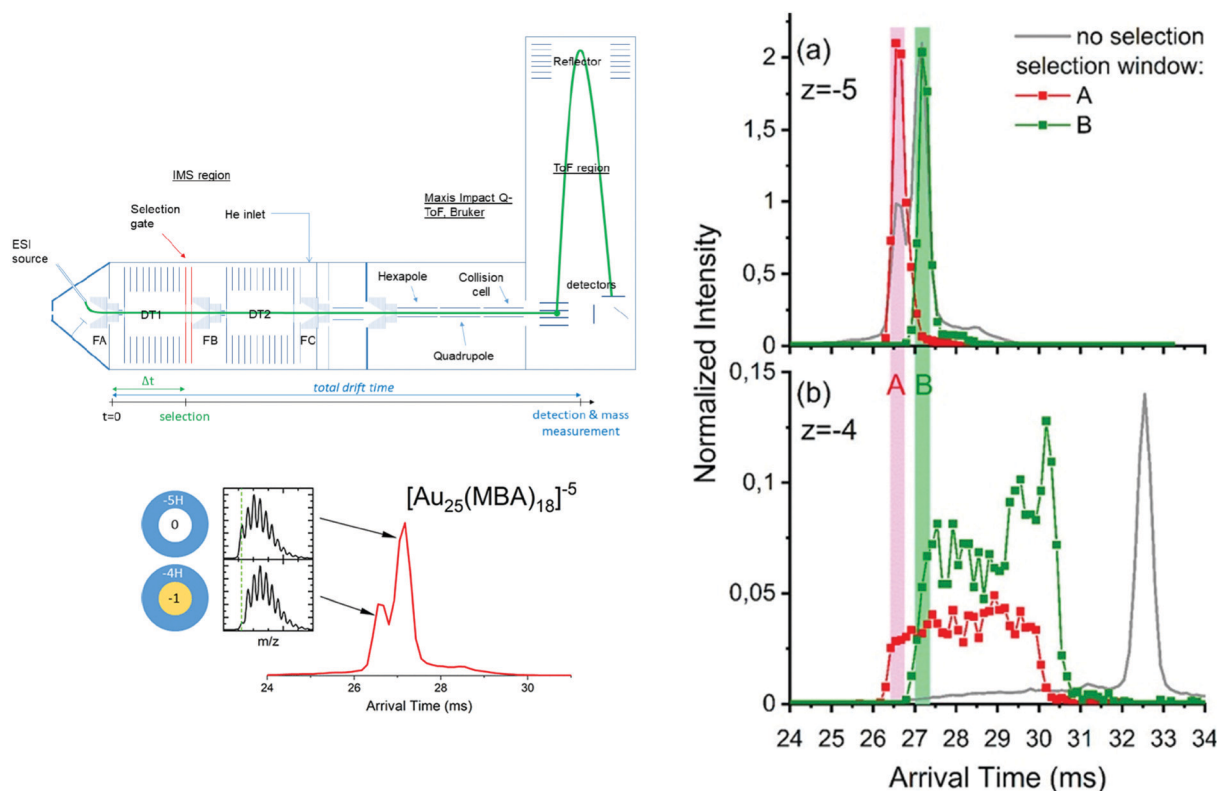 Reflector
IMS region
ToF region
Maxis Impact Q-
ToF, Bruker
Selection
gate
He inlet
ESI
source
Hexapole
Collision
cell
detectors
DT1
DT2
FA
FB
FC
Quadrupole
Δt
total drift time
t=0
selection
detection & mass
measurement
[Au25(MBA)18]-5
-5H
0
-4H
-1
m/z
24 26 28 30
Arrival Time (ms)
(a)
z=-5
no selection
selection window:
A
B
2
1,5
1
0,5
0
A B
(b)
z=-4
0,15
0,1
0,05
0
Normalized Intensity
24 25 26 27 28 29 30 31 32 33 34
Arrival Time (ms)